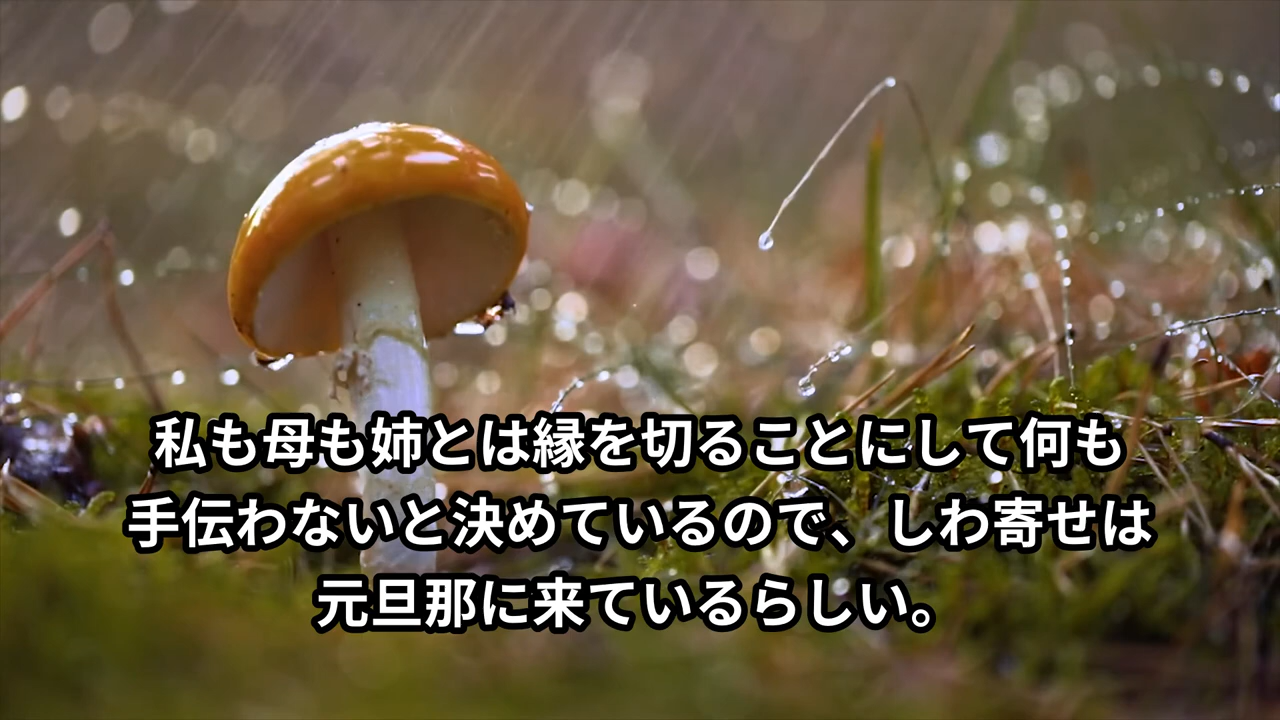 私も母も姉とは縁を切ることにして何も
手伝わないと決めているので、しわ寄せは
元旦那に来ているらしい。